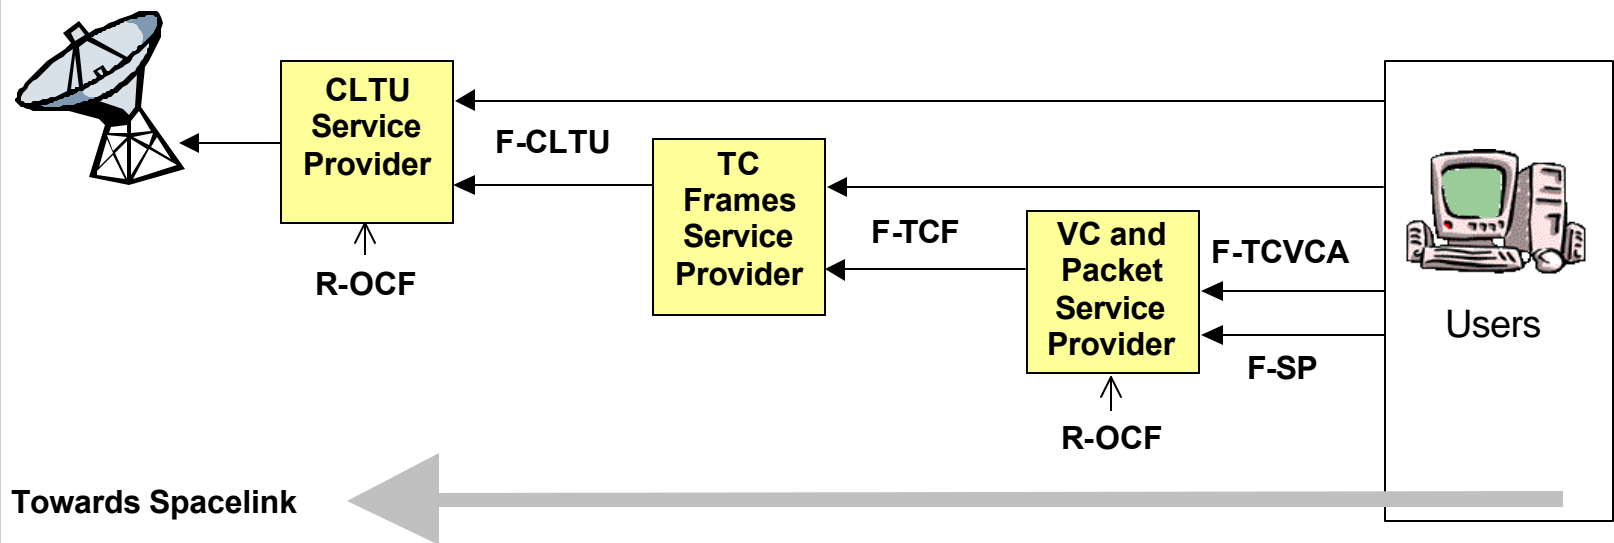 CLTU
Service
Provider
F-CLTU
R-OCF
TC
Frames
Service
Provider
F-TCF
VC and
Packet
Service
Provider
R-OCF
F-TCVCA
F-SP
Users
Towards Spacelink